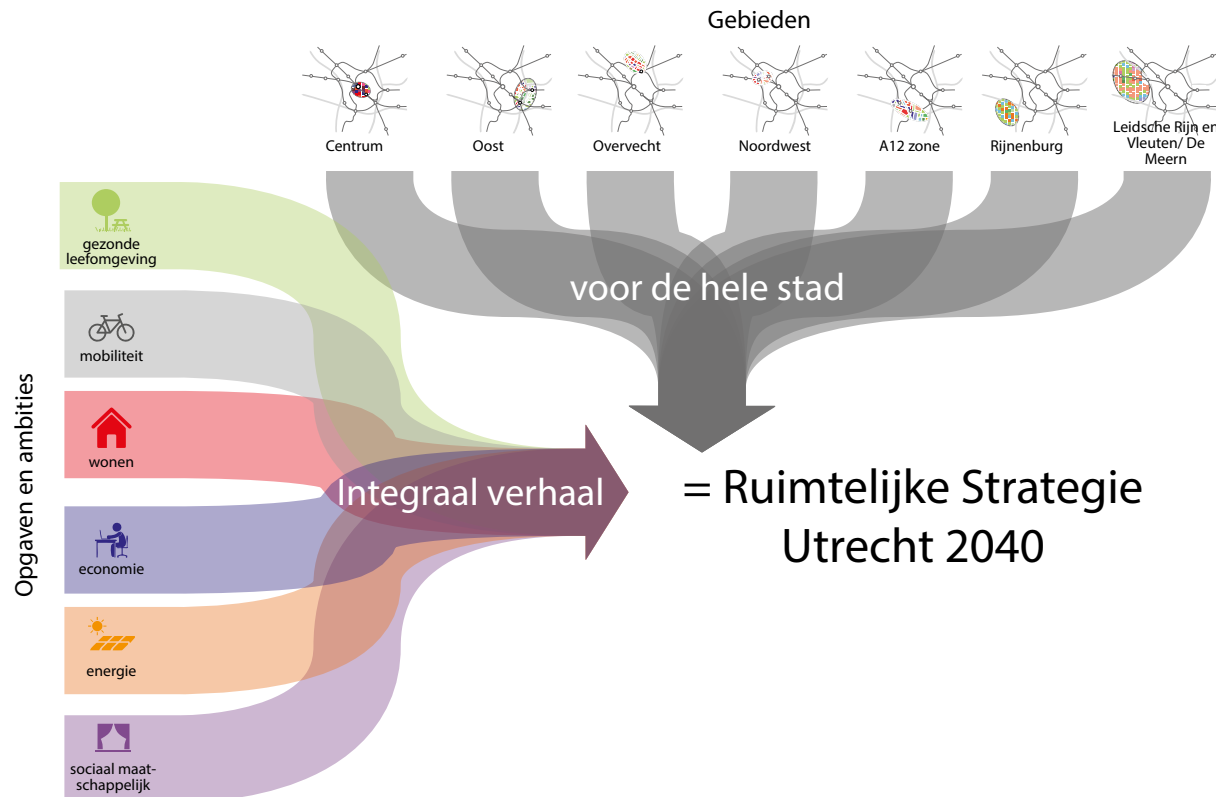 Gebieden
Centrum
Oost
Overvecht
Noordwest
A12 zone
Rijnenburg
Leidsche Rijn en
Vleuten/ De
Meern
Opgaven en ambities
gezonde
leefomgeving
mobiliteit
wonen
economie
energie
sociaal maat-
schappelijk
voor de hele stad
Integraal verhaal
= Ruimtelijke Strategie
Utrecht 2040